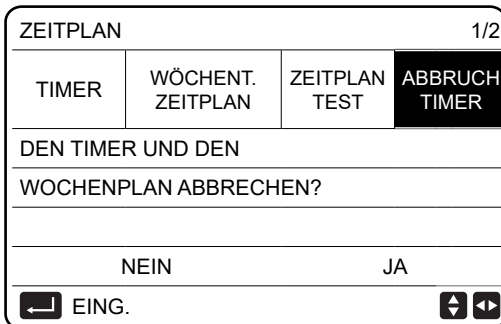 ZEITPLAN 1/2
TIMER WÖCHENT. ZEITPLAN ZEITPLAN TEST ABBRUCH TIMER
DEN TIMER UND DEN
WOCHENPLAN ABBRECHEN?
NEIN JA
EING.